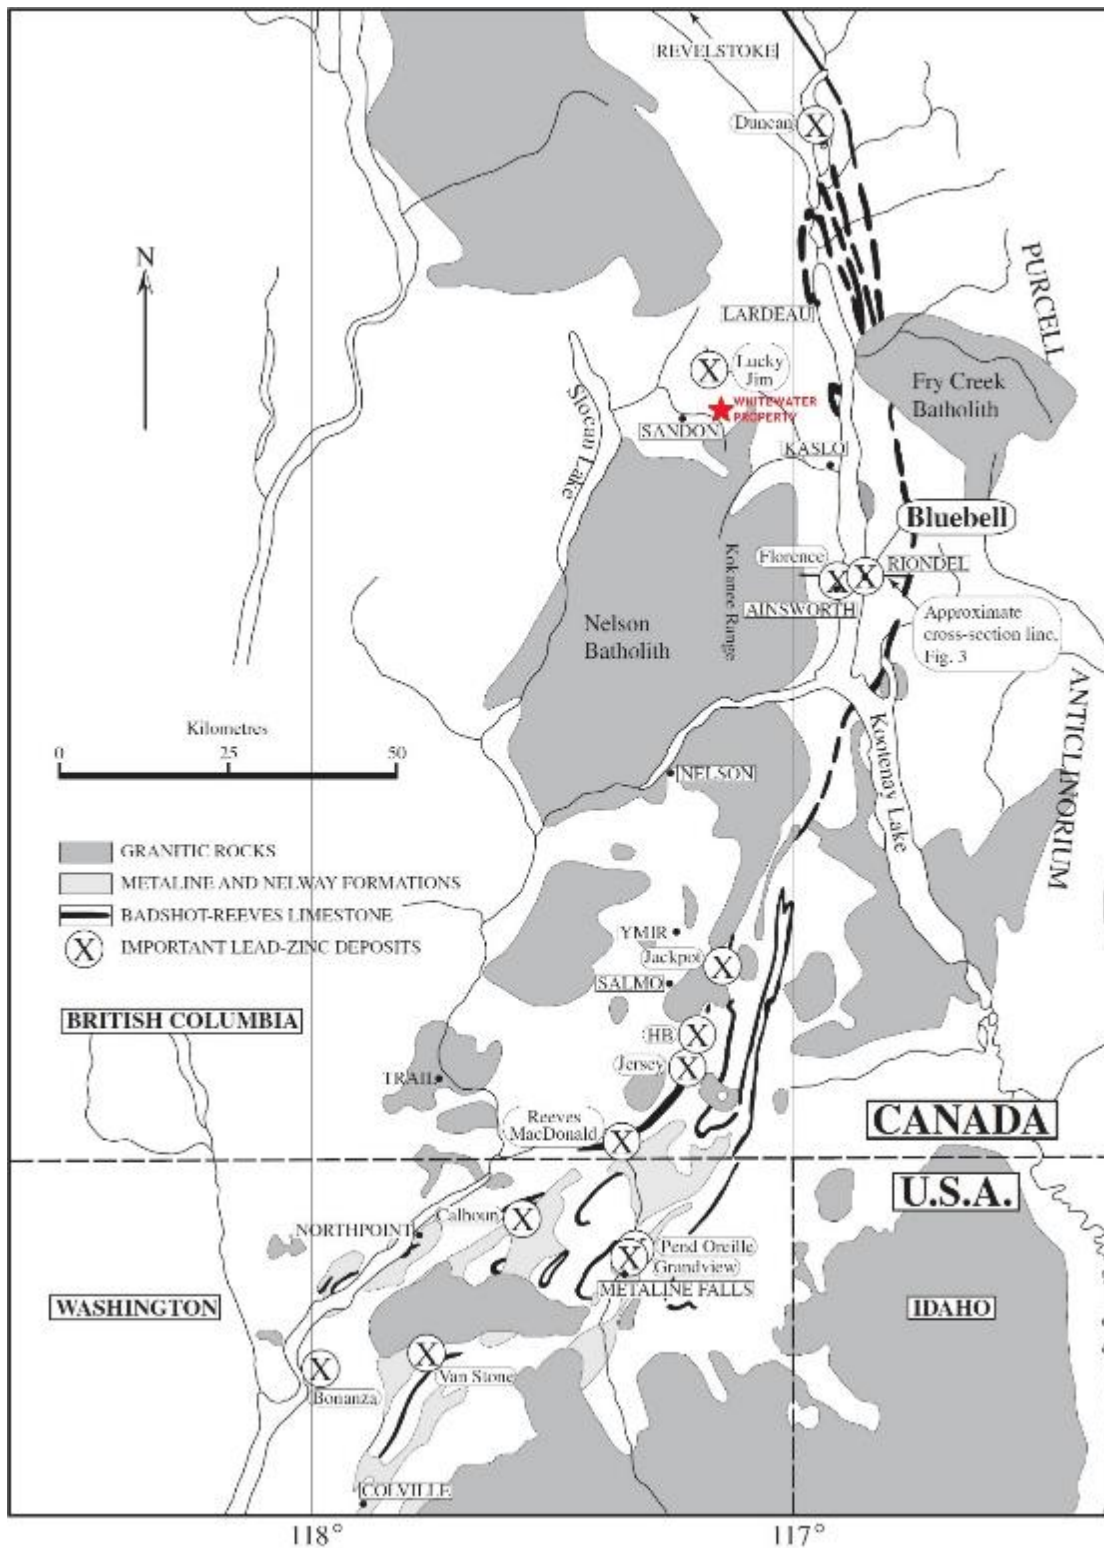 REVELSTOKE
Duncan
PURCELL
N
LARDEAU
Lucky
Jim
Fry Creek
Batholith
WHITEWATER
PROPERTY
SANDON
Slocan Lake
KASLO
Bluebell
Florence
RIONDEL
AINSWORTH
Kokanee Range
Approximate
cross-section line,
Fig. 3
Nelson
Batholith
ANTICLINORIUM
Kilometres
0 25 50
Kootenay Lake
NELSON
GRANITIC ROCKS
METALINE AND NELWAY FORMATIONS
BADSHOT-REEVES LIMESTONE
X IMPORTANT LEAD-ZINC DEPOSITS
YMIR
Jackpot
SALMO
BRITISH COLUMBIA
HB
Jersey
TRAIL
Reeves
MacDonald
CANADA
U.S.A.
Calhoun
NORTHPOINT
Pend Oreille
Grandview
METALINE FALLS
WASHINGTON
IDAHO
Van Stone
Bonanza
COLVILLE
118° 117°